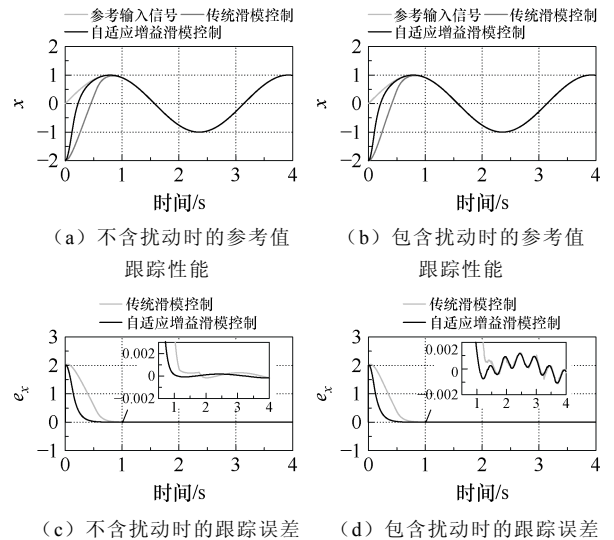 参考输入信号 传统滑模控制
自适应增益滑模控制
2
1
0
−1
−2
x
0 1 2 3 4
时间/s
(a) 不含扰动时的参考值
跟踪性能
参考输入信号 传统滑模控制
自适应增益滑模控制
2
1
0
−1
−2
x
0 1 2 3 4
时间/s
(b) 包含扰动时的参考值
跟踪性能
传统滑模控制
自适应增益滑模控制
3
2
1
0
−1
eₓ
0.002
0
−0.002
1 2 3 4
0 1 2 3 4
时间/s
(c) 不含扰动时的跟踪误差
传统滑模控制
自适应增益滑模控制
3
2
1
0
−1
eₓ
0.002
0
−0.002
1 2 3 4
0 1 2 3 4
时间/s
(d) 包含扰动时的跟踪误差